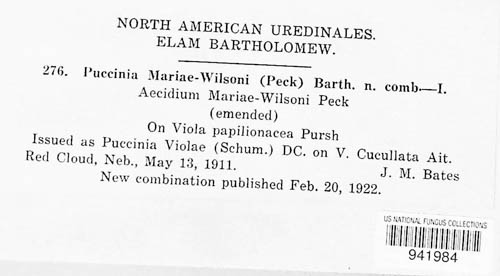 NORTH AMERICAN UREDINALES.
ELAM BARTHOLOMEW.
276. Puccinia Mariae-Wilsoni (Peck) Barth. n. comb—I.
Aecidium Mariae-Wilsoni Peck
(emended)
On Viola papilionacea Pursh
Issued as Puccinia Violae (Schum.) DC. on V. Cucullata Ait.
Red Cloud, Neb., May 13, 1911. J. M. Bates
New combination published Feb. 20, 1922.
US NATIONAL FUNGUS COLLECTIONS
941984